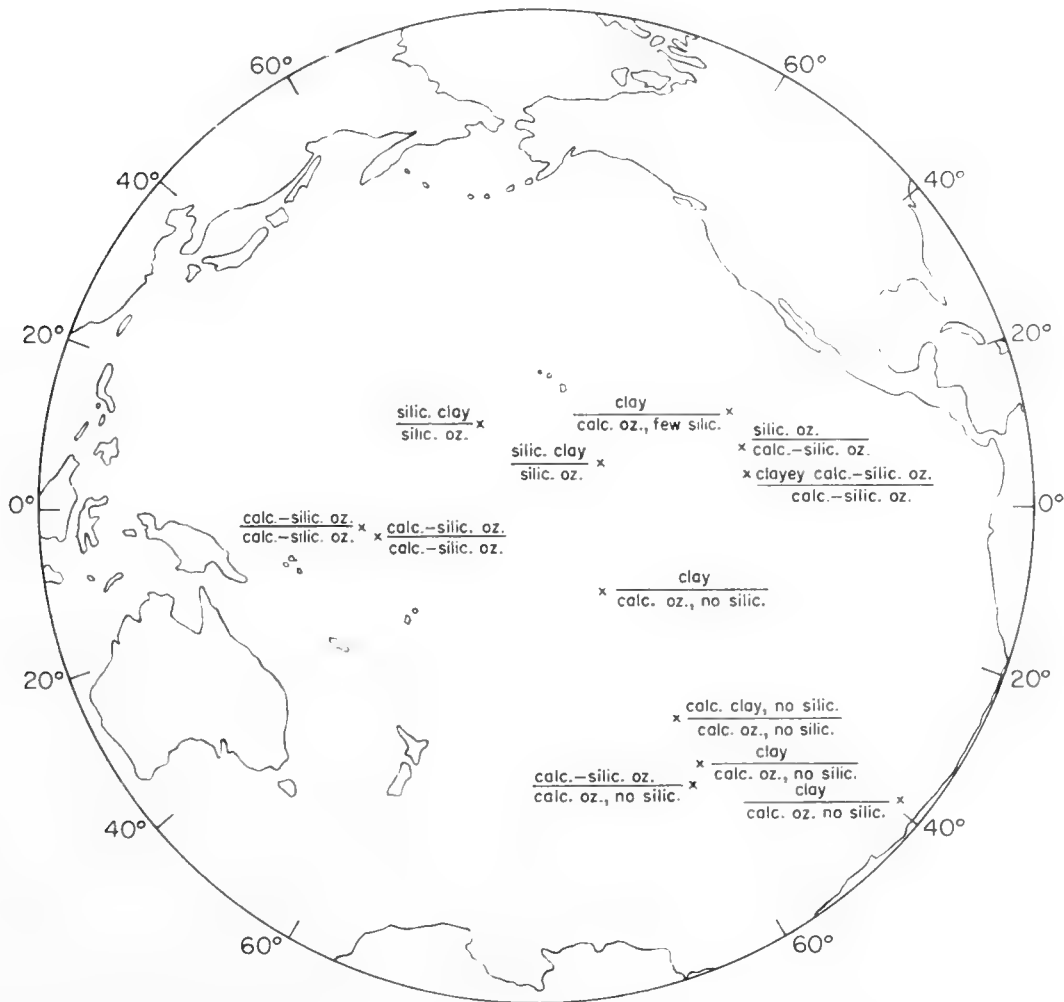 60°
60°
40°
40°
20°
20°
silic. clay
silic. oz.
clay
calc. oz., few silic.
silic. oz.
calc.–silic. oz.
silic. clay
silic. oz.
clayey calc.–silic. oz.
calc.–silic. oz.
0°
0°
calc.–silic. oz.
calc.–silic. oz.
calc.–silic. oz.
calc.–silic. oz.
clay
calc. oz., no silic.
20°
20°
calc. clay, no silic.
calc. oz., no silic.
clay
calc. oz., no silic.
calc.–silic. oz.
calc. oz., no silic.
clay
calc. oz. no silic.
40°
40°
60°
60°